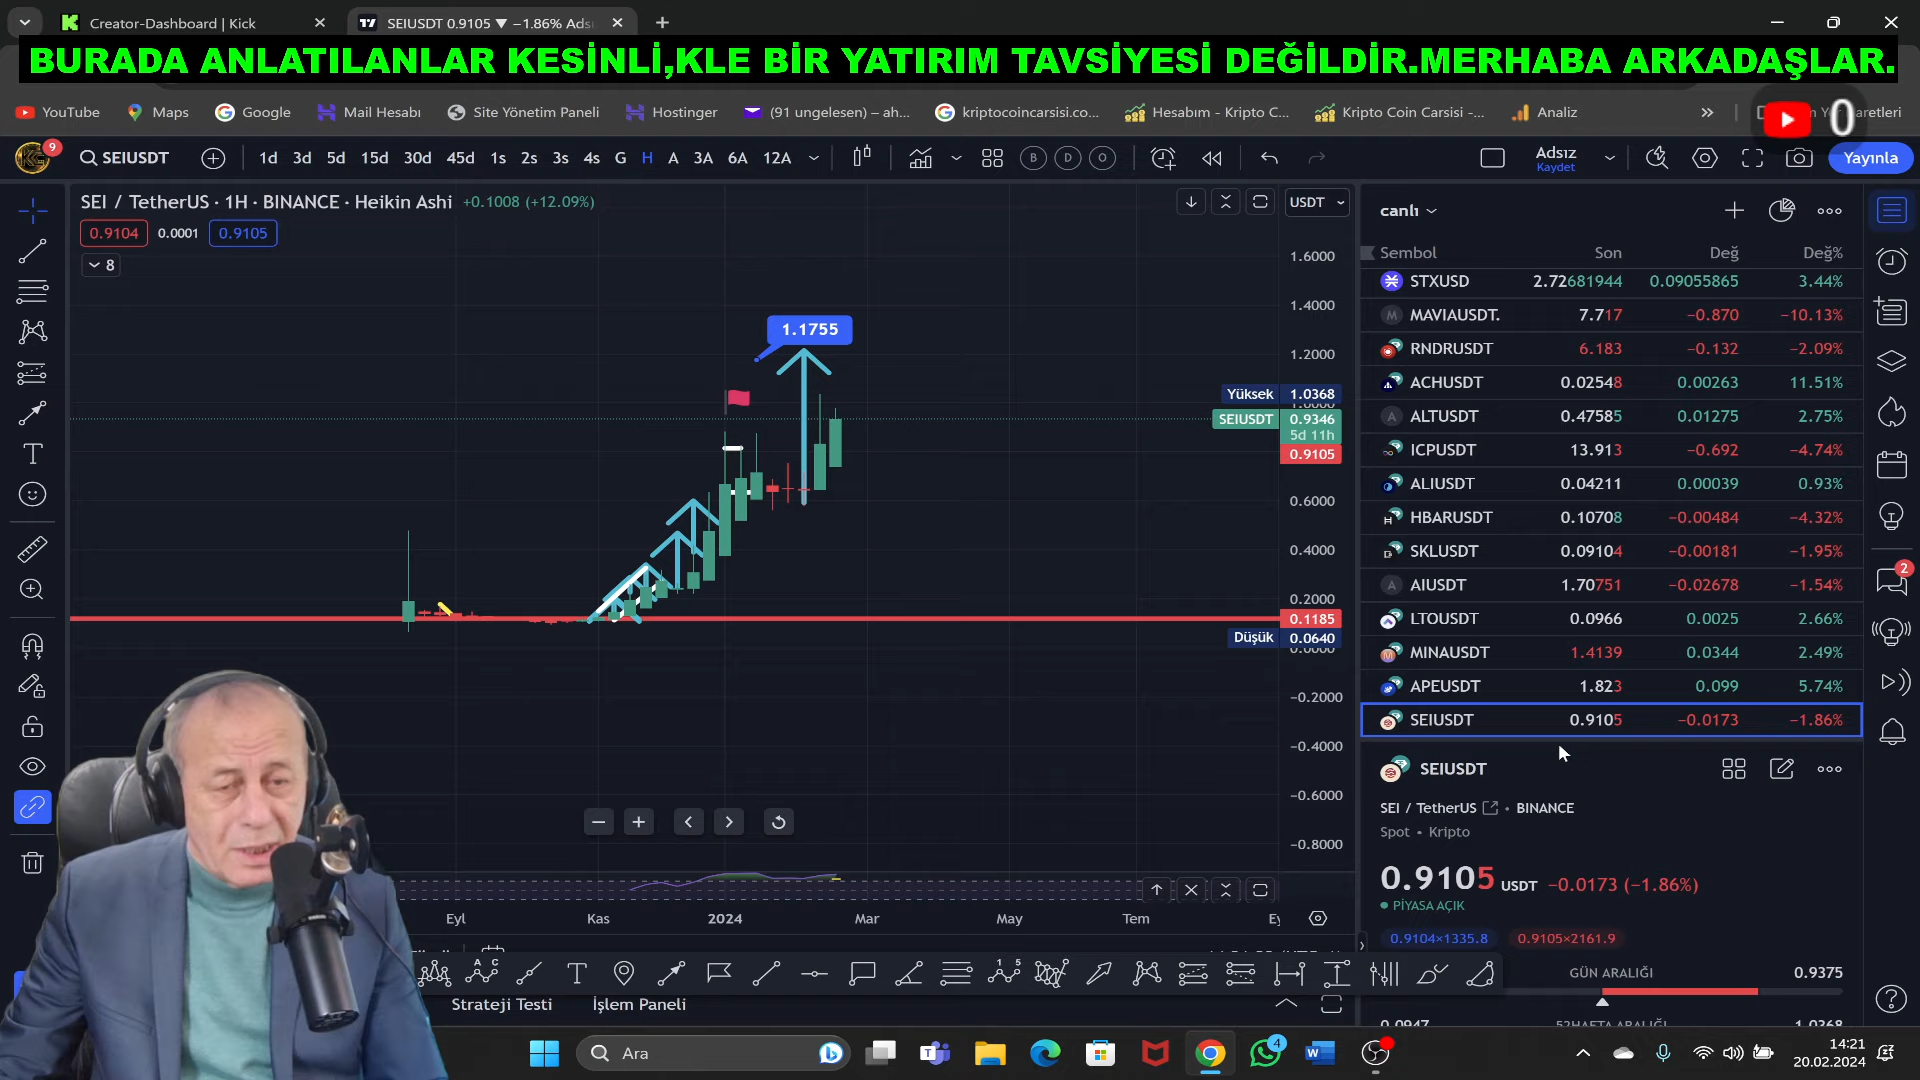 Creator-Dashboard | Kick
SEIUSDT 0.9105 ▼ −1.86% Ads
BURADA ANLATILANLAR KESİNLİ,KLE BİR YATIRIM TAVSİYESİ DEĞİLDİR.MERHABA ARKADAŞLAR.
YouTube Maps Google Mail Hesabı Site Yönetim Paneli Hostinger (91 ungelesen) – ah... kriptocoincarsisi.co... Hesabım - Kripto C... Kripto Coin Carsisi -... Analiz »
0
9 SEIUSDT 1d 3d 5d 15d 30d 45d 1s 2s 3s 4s G H A 3A 6A 12A B D O Adsız Kaydet Yayınla
SEI / TetherUS · 1H · BINANCE · Heikin Ashi +0.1008 (+12.09%)
USDT
0.9104 0.0001 0.9105
8
1.6000
1.4000
1.2000
1.1755
Yüksek 1.0368
SEIUSDT 0.9346
5d 11h
0.9105
0.6000
0.4000
0.2000
0.1185
Düşük 0.0640
−0.2000
−0.4000
−0.6000
−0.8000
Eyl Kas 2024 Mar May Tem
Strateji Testi İşlem Paneli
canlı
Sembol Son Değ Değ%
STXUSD 2.72681944 0.09055865 3.44%
MAVIAUSDT. 7.717 −0.870 −10.13%
RNDRUSDT 6.183 −0.132 −2.09%
ACHUSDT 0.02548 0.00263 11.51%
ALTUSDT 0.47585 0.01275 2.75%
ICPUSDT 13.913 −0.692 −4.74%
ALIUSDT 0.04211 0.00039 0.93%
HBARUSDT 0.10708 −0.00484 −4.32%
SKLUSDT 0.09104 −0.00181 −1.95%
AIUSDT 1.70751 −0.02678 −1.54%
LTOUSDT 0.0966 0.0025 2.66%
MINAUSDT 1.4139 0.0344 2.49%
APEUSDT 1.823 0.099 5.74%
SEIUSDT 0.9105 −0.0173 −1.86%
SEIUSDT
SEI / TetherUS • BINANCE
Spot • Kripto
0.9105 USDT −0.0173 (−1.86%)
PİYASA AÇIK
0.9104×1335.8 0.9105×2161.9
GÜN ARALIĞI 0.9375
0.0947 52HAFTA ARALIĞI 1.0368
2
Ara
4
14:21
20.02.2024